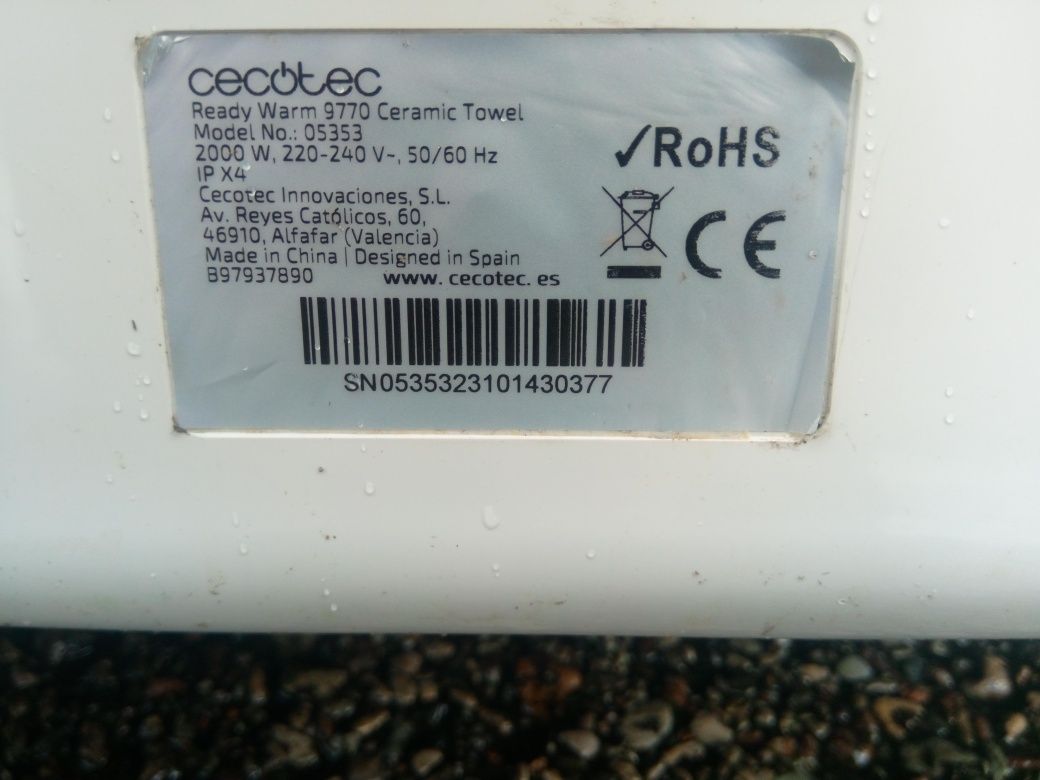 cecotec
Ready Warm 9770 Ceramic Towel
Model No.: 05353
2000 W, 220-240 V~, 50/60 Hz
IP X4
Cecotec Innovaciones, S.L.
Av. Reyes Católicos, 60,
46910, Alfafar (Valencia)
Made in China | Designed in Spain
B97937890 www. cecotec. es
✓RoHS
CE
SN0535323101430377